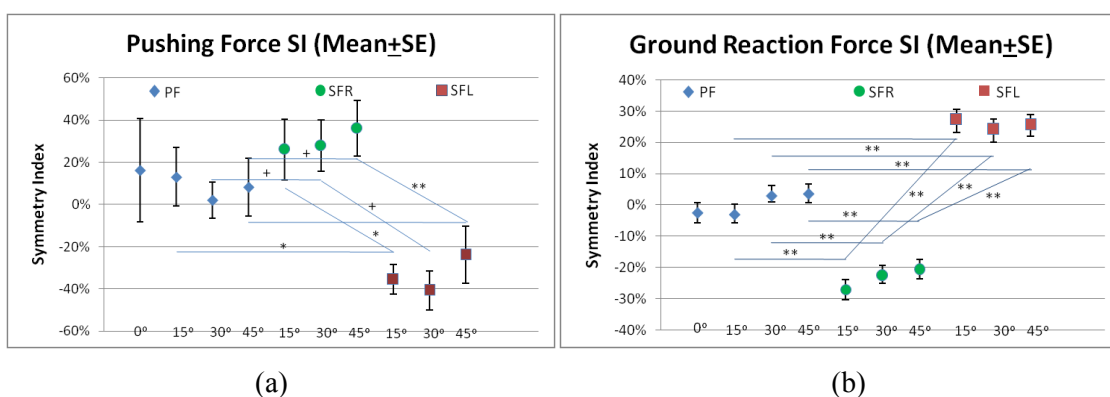 Pushing Force SI (Mean±SE)
60%
PF SFR SFL
40%
+
+
**
20%
Symmetry Index
0%
+
*
*
-20%
-40%
-60%
0º 15º 30º 45º 15º 30º 45º 15º 30º 45º
(a)
Ground Reaction Force SI (Mean±SE)
40%
PF SFR SFL
30%
20%
**
**
10%
** ** **
Symmetry Index
0%
**
**
-10%
**
-20%
-30%
-40%
0º 15º 30º 45º 15º 30º 45º 15º 30º 45º
(b)